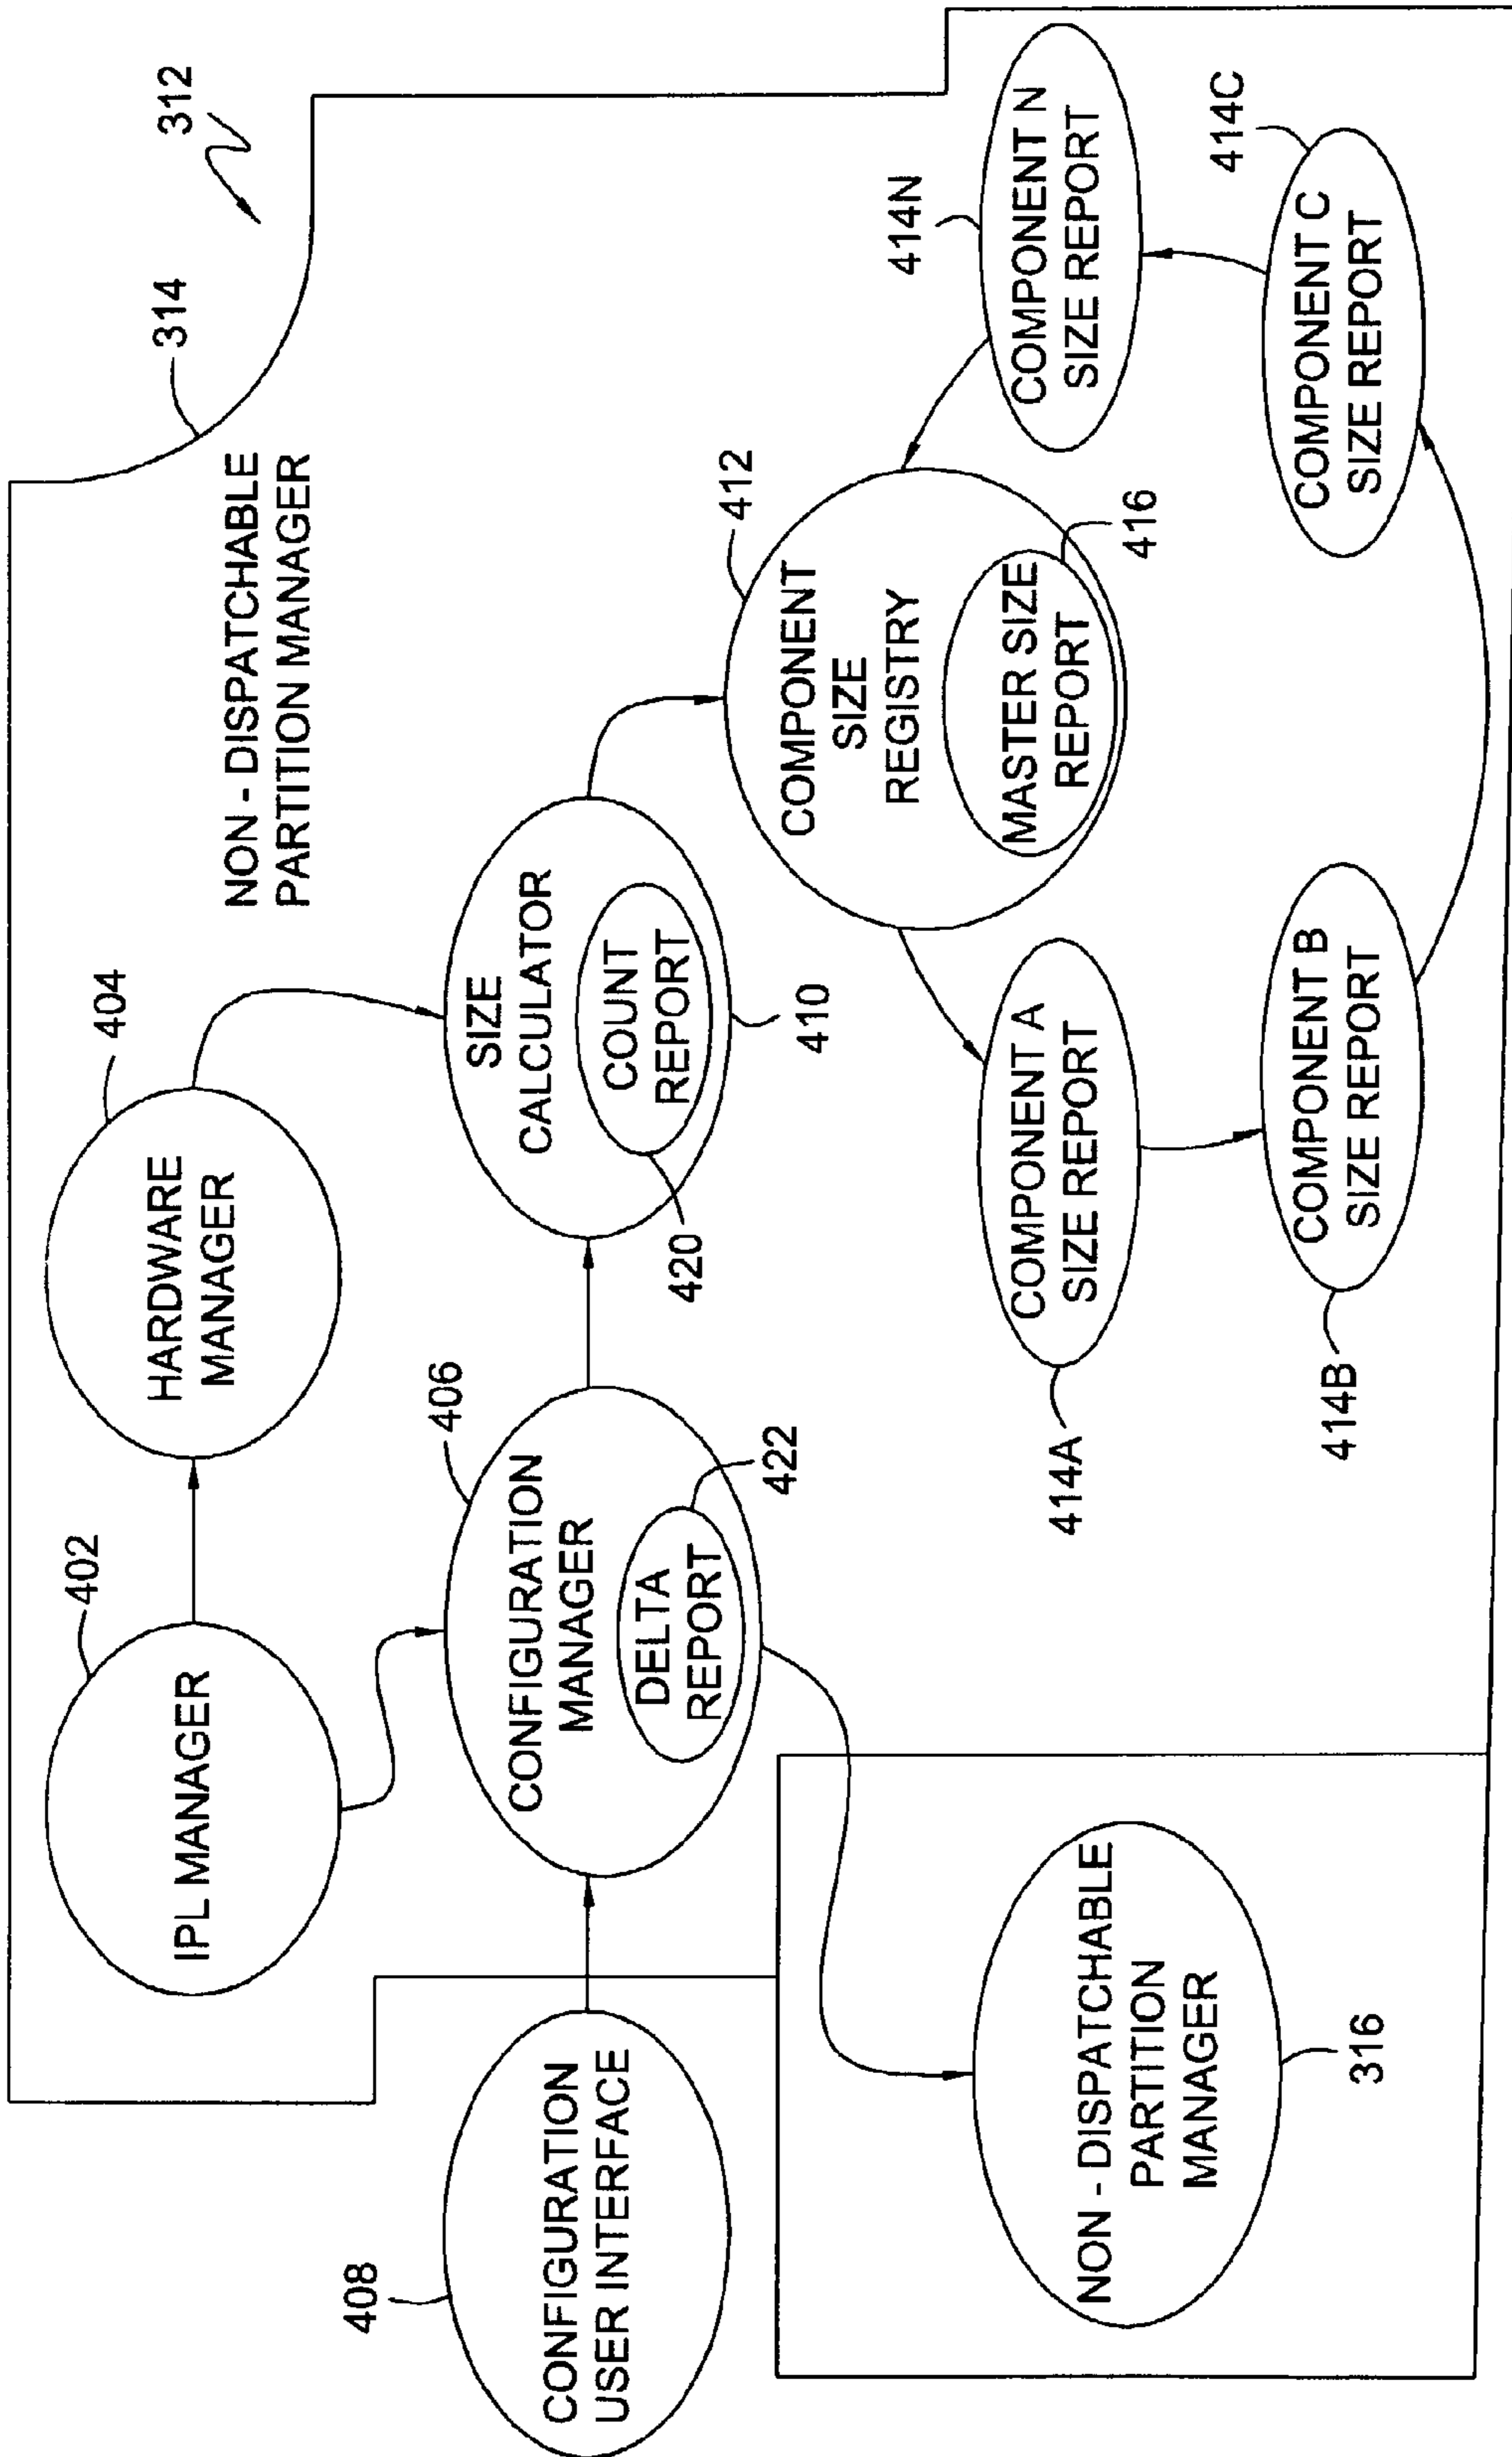 312
314
NON - DISPATCHABLE
PARTITION MANAGER
402
IPL MANAGER
404
HARDWARE
MANAGER
408
CONFIGURATION
USER INTERFACE
406
CONFIGURATION
MANAGER
DELTA
REPORT
422
SIZE
CALCULATOR
COUNT
REPORT
420
410
412
COMPONENT
SIZE
REGISTRY
MASTER SIZE
REPORT
416
414N
COMPONENT N
SIZE REPORT
414A
COMPONENT A
SIZE REPORT
414B
COMPONENT B
SIZE REPORT
414C
COMPONENT C
SIZE REPORT
NON - DISPATCHABLE
PARTITION
MANAGER
316